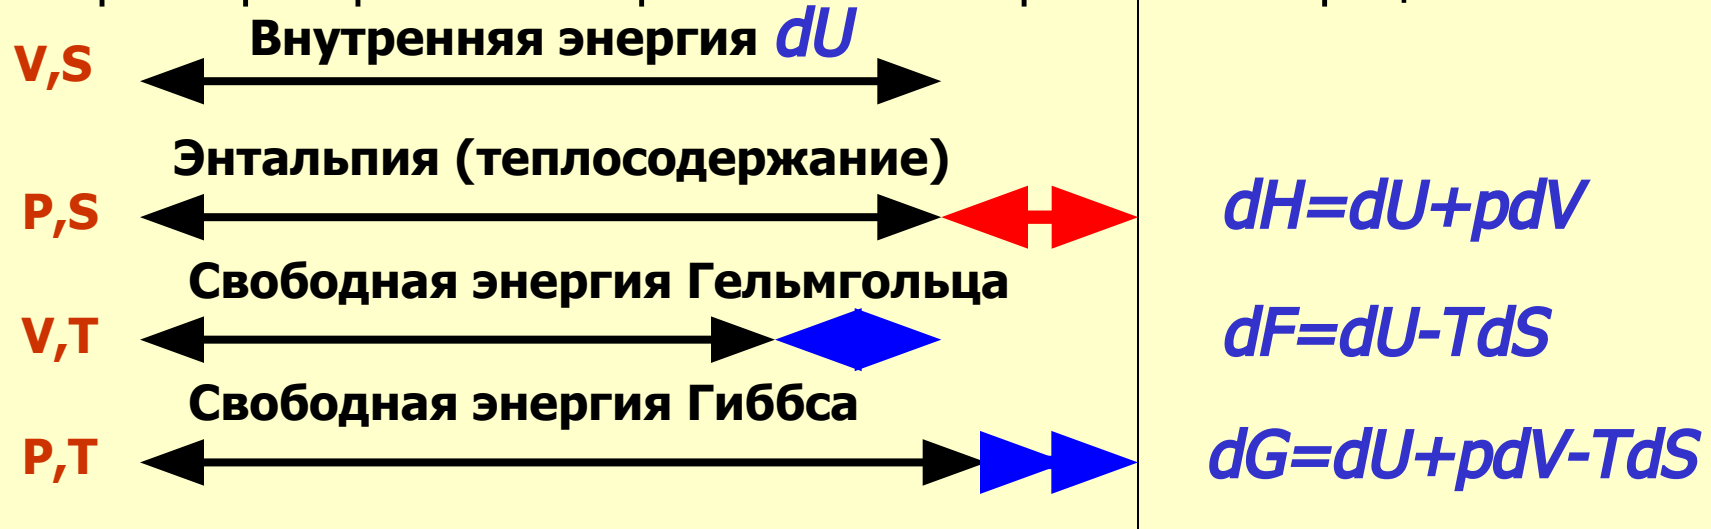 Внутренняя энергия dU
V,S
Энтальпия (теплосодержание)
P,S
dH=dU+pdV
Свободная энергия Гельмгольца
V,T
dF=dU-TdS
Свободная энергия Гиббса
P,T
dG=dU+pdV-TdS